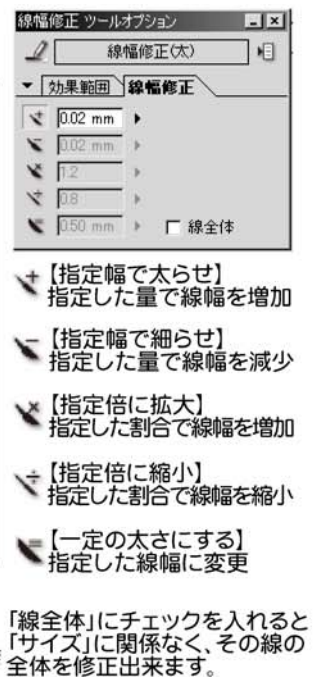 線幅修正 ツールオプション
線幅修正(太)
効果範囲 線幅修正
0.02 mm
0.02 mm
1.2
0.8
0.50 mm 線全体
【指定幅で太らせ】
指定した量で線幅を増加
【指定幅で細らせ】
指定した量で線幅を減少
【指定倍に拡大】
指定した割合で線幅を増加
【指定倍に縮小】
指定した割合で線幅を縮小
【一定の太さにする】
指定した線幅に変更
「線全体」にチェックを入れると
「サイズ」に関係なく、その線の
全体を修正出来ます。